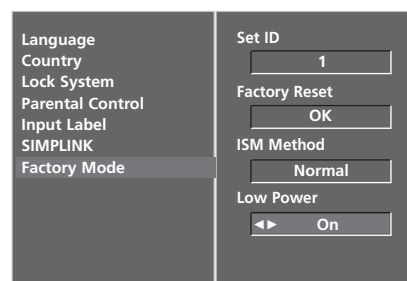 Language
Country
Lock System
Parental Control
Input Label
SIMPLINK
Factory Mode
Set ID
1
Factory Reset
OK
ISM Method
Normal
Low Power
◄► On